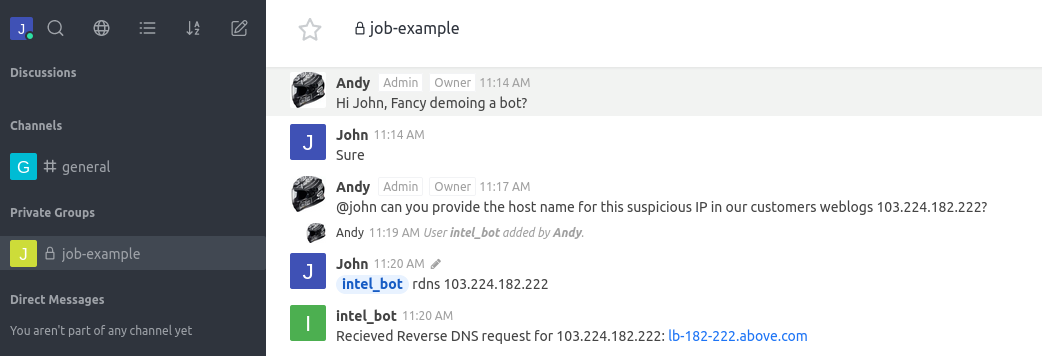 J
Discussions
Channels
G # general
Private Groups
J job-example
Direct Messages
You aren't part of any channel yet
job-example
Andy Admin Owner 11:14 AM
Hi John, Fancy demoing a bot?
J John 11:14 AM
Sure
Andy Admin Owner 11:17 AM
@john can you provide the host name for this suspicious IP in our customers weblogs 103.224.182.222?
Andy 11:19 AM User intel_bot added by Andy.
J John 11:20 AM
intel_bot rdns 103.224.182.222
I intel_bot 11:20 AM
Recieved Reverse DNS request for 103.224.182.222: lb-182-222.above.com